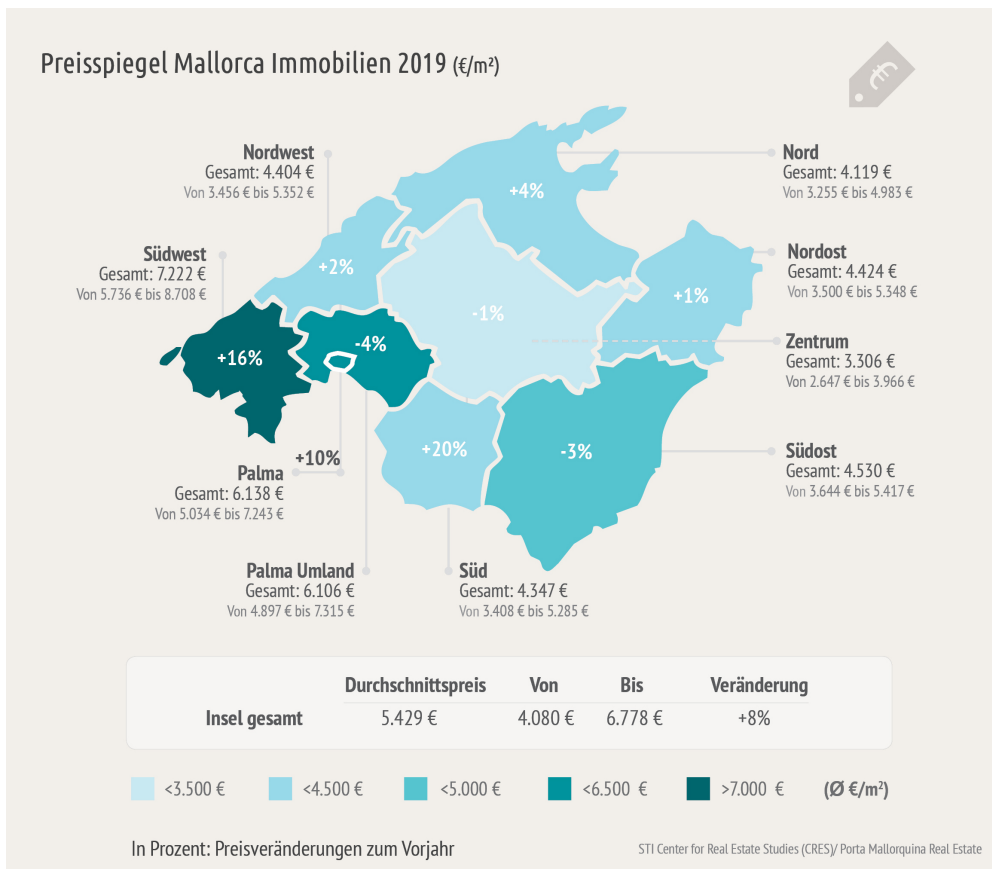 Preisspiegel Mallorca Immobilien 2019 (€/m²)
€
Nordwest
Gesamt: 4.404 €
Von 3.456 € bis 5.352 €
Südwest
Gesamt: 7.222 €
Von 5.736 € bis 8.708 €
Nord
Gesamt: 4.119 €
Von 3.255 € bis 4.983 €
Nordost
Gesamt: 4.424 €
Von 3.500 € bis 5.348 €
Zentrum
Gesamt: 3.306 €
Von 2.647 € bis 3.966 €
Südost
Gesamt: 4.530 €
Von 3.644 € bis 5.417 €
+4%
+2%
+1%
-1%
+16%
-4%
+20%
-3%
+10%
Palma
Gesamt: 6.138 €
Von 5.034 € bis 7.243 €
Palma Umland
Gesamt: 6.106 €
Von 4.897 € bis 7.315 €
Süd
Gesamt: 4.347 €
Von 3.408 € bis 5.285 €
Durchschnittspreis Von Bis Veränderung
Insel gesamt 5.429 € 4.080 € 6.778 € +8%
<3.500 € <4.500 € <5.000 € <6.500 € >7.000 € (Ø €/m²)
In Prozent: Preisveränderungen zum Vorjahr
STI Center for Real Estate Studies (CRES)/ Porta Mallorquina Real Estate